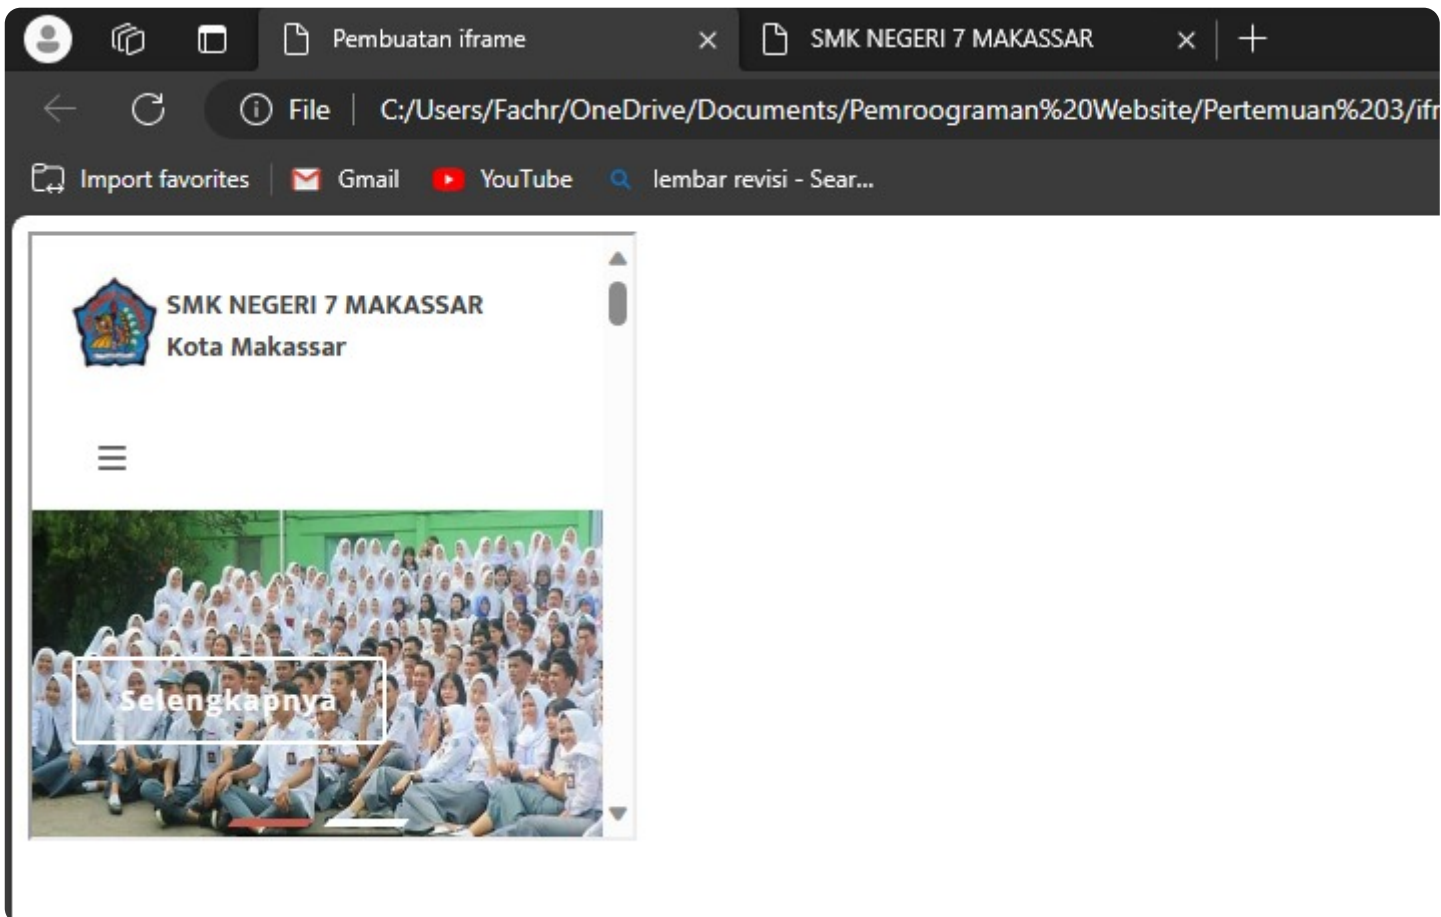 Pembuatan iframe
SMK NEGERI 7 MAKASSAR
File
C:/Users/Fachr/OneDrive/Documents/Pemroograman%20Website/Pertemuan%203/ifr
Import favorites
Gmail
YouTube
lembar revisi - Sear...
SMK NEGERI 7 MAKASSAR
Kota Makassar
Selengkapnya